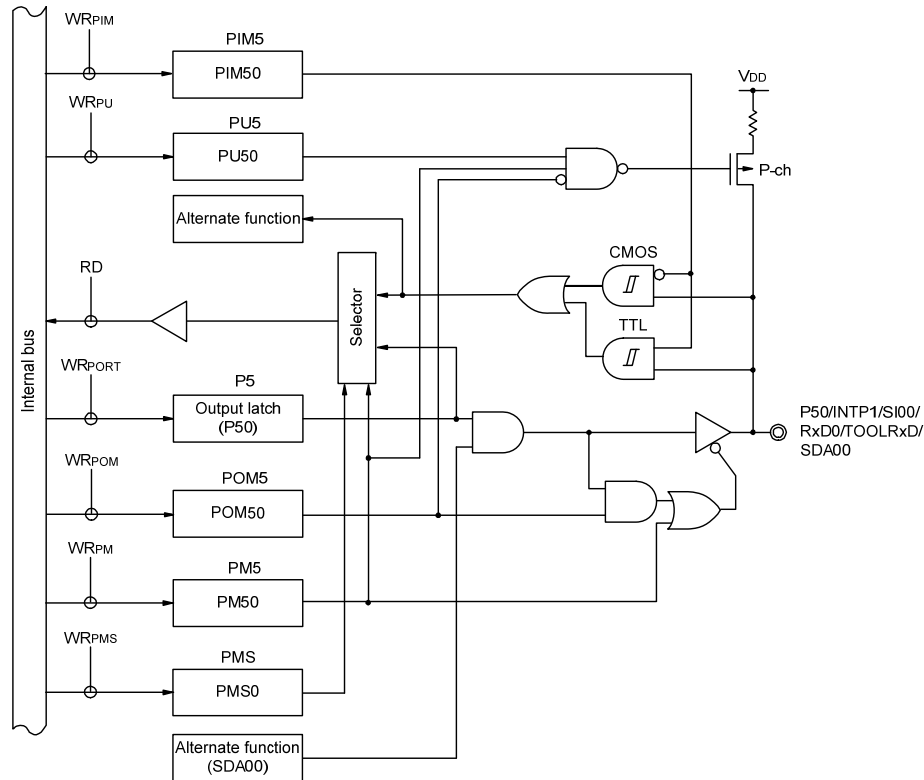 WRPIM
PIM5
PIM50
WRPU
PU5
PU50
VDD
P-ch
Alternate function
CMOS
RD
Selector
TTL
Internal bus
WRPORT
P5
Output latch
(P50)
P50/INTP1/SI00/
RxD0/TOOLRxD/
SDA00
WRPOM
POM5
POM50
WRPM
PM5
PM50
WRPMS
PMS
PMS0
Alternate function
(SDA00)